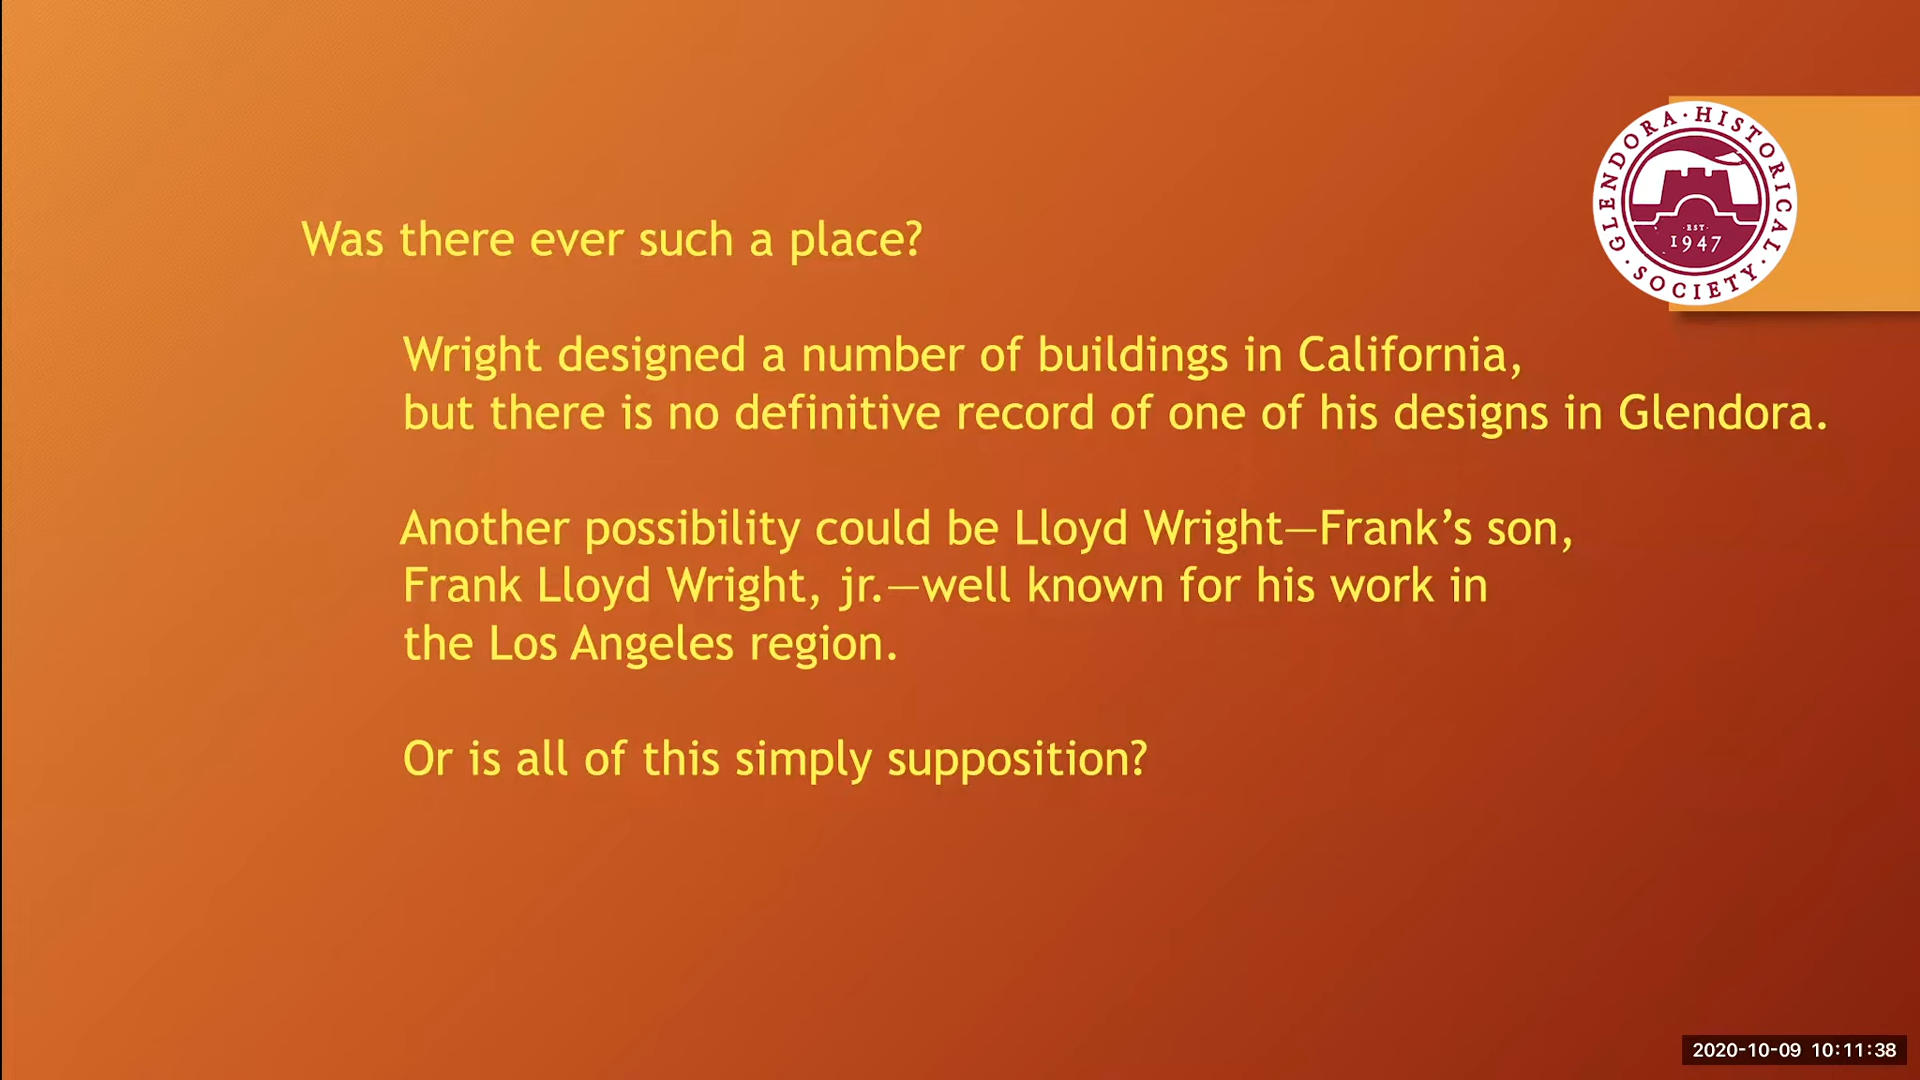 GLENDORA · HISTORICAL · SOCIETY ·
· EST ·
1947
Was there ever such a place?
Wright designed a number of buildings in California,
but there is no definitive record of one of his designs in Glendora.
Another possibility could be Lloyd Wright—Frank’s son,
Frank Lloyd Wright, jr.—well known for his work in
the Los Angeles region.
Or is all of this simply supposition?
2020-10-09 10:11:38